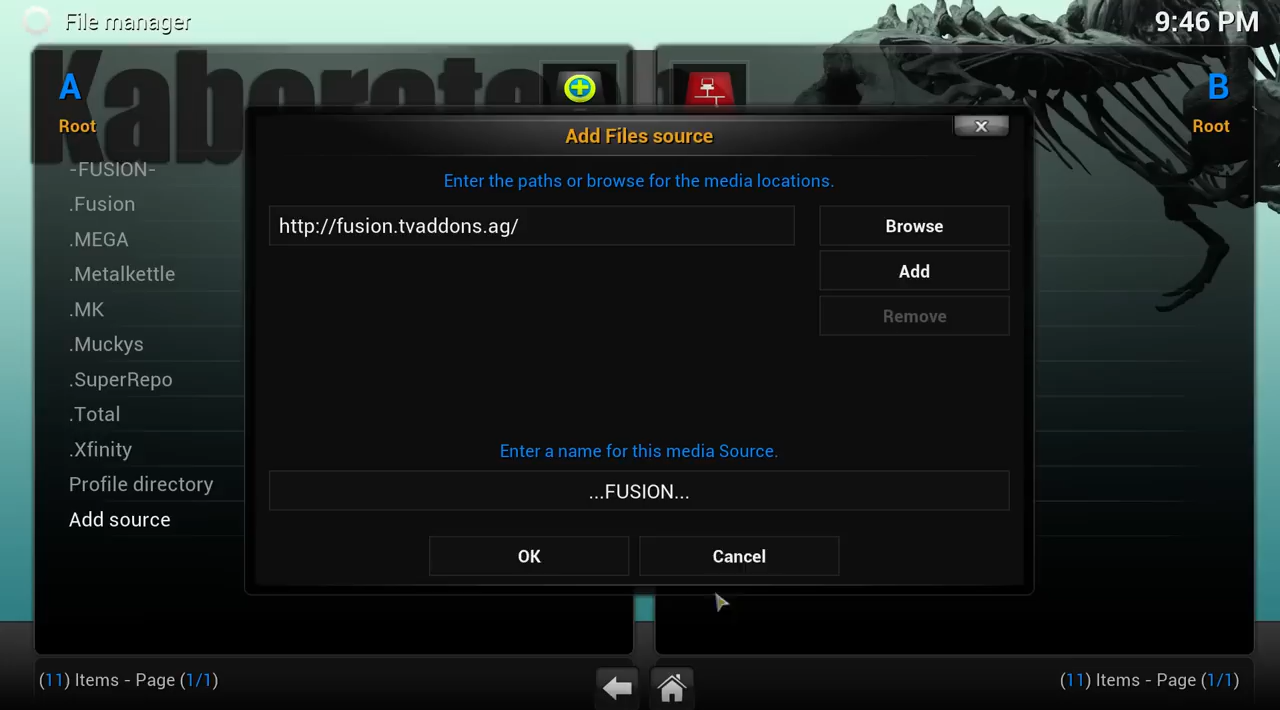 File manager
9:46 PM
A
B
Root
Root
-FUSION-
.Fusion
.MEGA
.Metalkettle
.MK
.Muckys
.SuperRepo
.Total
.Xfinity
Profile directory
Add source
Add Files source
Enter the paths or browse for the media locations.
http://fusion.tvaddons.ag/
Browse
Add
Remove
Enter a name for this media Source.
...FUSION...
OK
Cancel
(11) Items - Page (1/1)
(11) Items - Page (1/1)